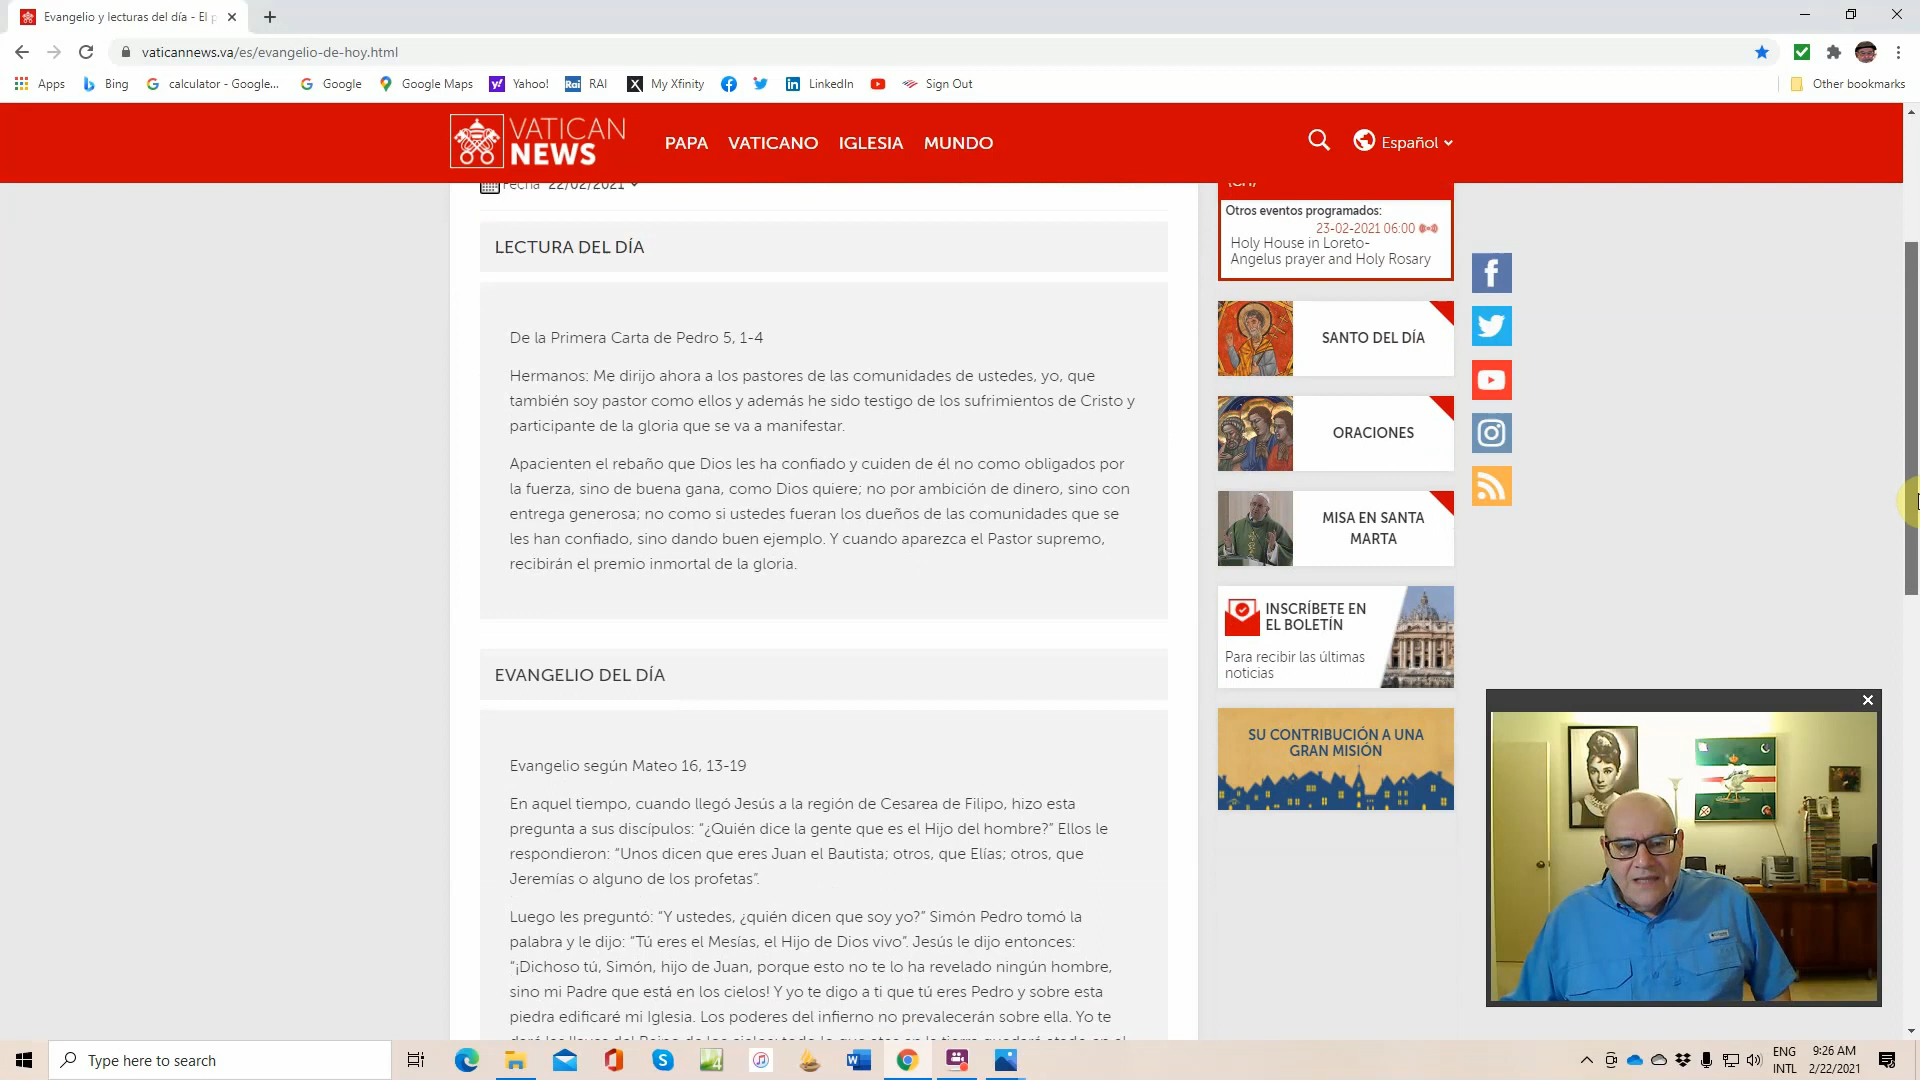 Evangelio y lecturas del día - El p
vaticannews.va/es/evangelio-de-hoy.html
Apps
Bing
calculator - Google...
Google
Google Maps
Yahoo!
Rai RAI
My Xfinity
LinkedIn
Sign Out
Other bookmarks
VATICAN
NEWS
PAPA VATICANO IGLESIA MUNDO
Español
Fecha 22/02/2021
LECTURA DEL DÍA
De la Primera Carta de Pedro 5, 1-4
Hermanos: Me dirijo ahora a los pastores de las comunidades de ustedes, yo, que
también soy pastor como ellos y además he sido testigo de los sufrimientos de Cristo y
participante de la gloria que se va a manifestar.
Apacienten el rebaño que Dios les ha confiado y cuiden de él no como obligados por
la fuerza, sino de buena gana, como Dios quiere; no por ambición de dinero, sino con
entrega generosa; no como si ustedes fueran los dueños de las comunidades que se
les han confiado, sino dando buen ejemplo. Y cuando aparezca el Pastor supremo,
recibirán el premio inmortal de la gloria.
EVANGELIO DEL DÍA
Evangelio según Mateo 16, 13-19
En aquel tiempo, cuando llegó Jesús a la región de Cesarea de Filipo, hizo esta
pregunta a sus discípulos: “¿Quién dice la gente que es el Hijo del hombre?” Ellos le
respondieron: “Unos dicen que eres Juan el Bautista; otros, que Elías; otros, que
Jeremías o alguno de los profetas”.
Luego les preguntó: “Y ustedes, ¿quién dicen que soy yo?” Simón Pedro tomó la
palabra y le dijo: “Tú eres el Mesías, el Hijo de Dios vivo”. Jesús le dijo entonces:
“¡Dichoso tú, Simón, hijo de Juan, porque esto no te lo ha revelado ningún hombre,
sino mi Padre que está en los cielos! Y yo te digo a ti que tú eres Pedro y sobre esta
piedra edificaré mi Iglesia. Los poderes del infierno no prevalecerán sobre ella. Yo te
Otros eventos programados:
23-02-2021 06:00
Holy House in Loreto-
Angelus prayer and Holy Rosary
SANTO DEL DÍA
ORACIONES
MISA EN SANTA
MARTA
INSCRÍBETE EN
EL BOLETÍN
Para recibir las últimas
noticias
SU CONTRIBUCIÓN A UNA
GRAN MISIÓN
Type here to search
ENG
INTL
9:26 AM
2/22/2021